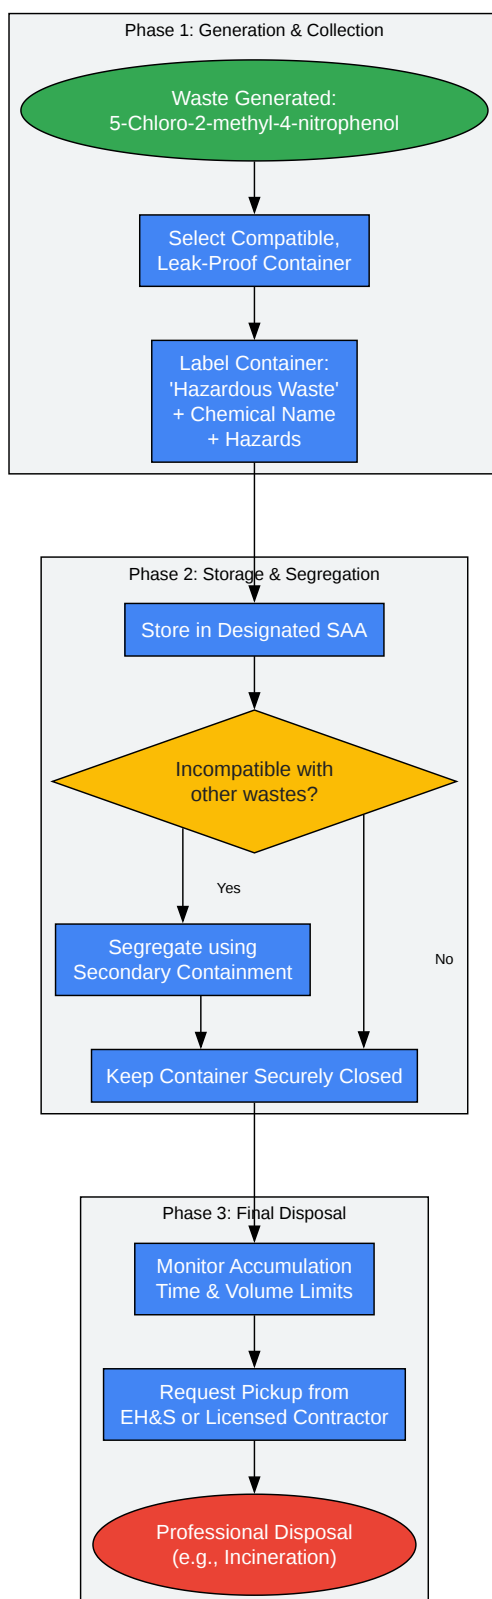 Phase 1: Generation & Collection
Waste Generated:
5-Chloro-2-methyl-4-nitrophenol
Select Compatible,
Leak-Proof Container
Label Container:
'Hazardous Waste'
+ Chemical Name
+ Hazards
Phase 2: Storage & Segregation
Store in Designated SAA
Incompatible with
other wastes?
Yes
Segregate using
Secondary Containment
No
Keep Container Securely Closed
Phase 3: Final Disposal
Monitor Accumulation
Time & Volume Limits
Request Pickup from
EH&S or Licensed Contractor
Professional Disposal
(e.g., Incineration)